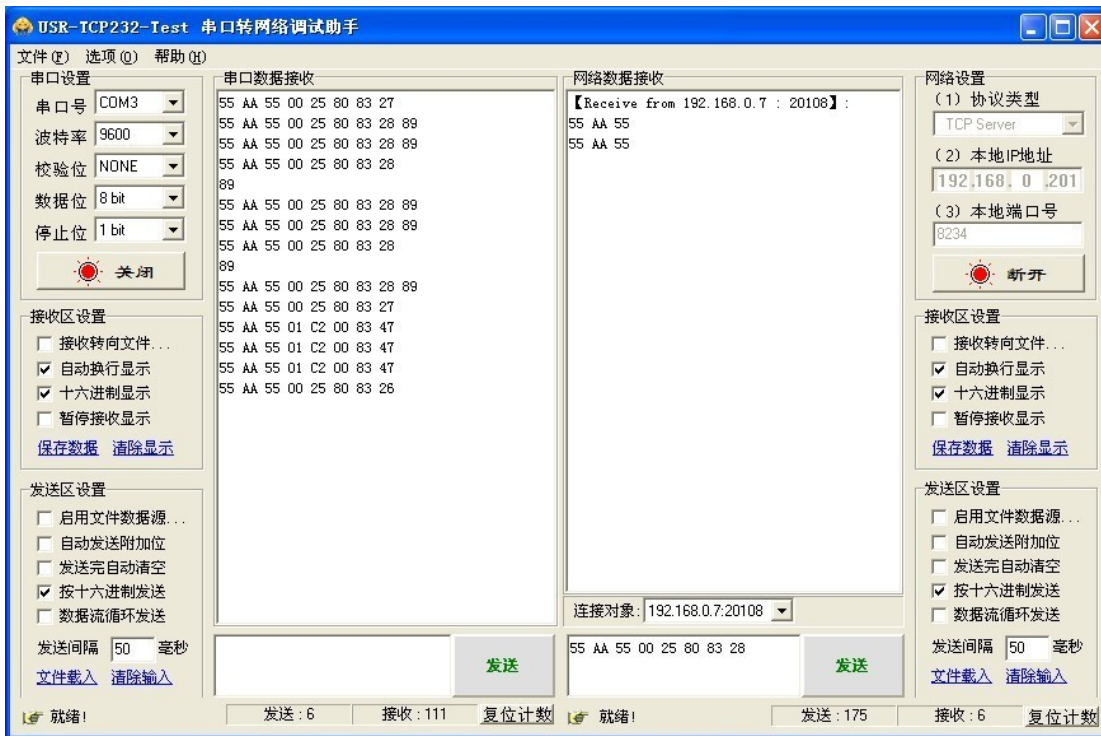 USR-TCP232-Test 串口转网络调试助手
文件(F) 选项(O) 帮助(H)
串口设置
串口号 COM3
波特率 9600
校验位 NONE
数据位 8 bit
停止位 1 bit
关闭
接收区设置
接收转向文件...
自动换行显示
十六进制显示
暂停接收显示
保存数据 清除显示
发送区设置
启用文件数据源...
自动发送附加位
发送完自动清空
按十六进制发送
数据流循环发送
发送间隔 50 毫秒
文件载入 清除输入
串口数据接收
55 AA 55 00 25 80 83 27
55 AA 55 00 25 80 83 28 89
55 AA 55 00 25 80 83 28 89
55 AA 55 00 25 80 83 28
89
55 AA 55 00 25 80 83 28 89
55 AA 55 00 25 80 83 28 89
55 AA 55 00 25 80 83 28
89
55 AA 55 00 25 80 83 28 89
55 AA 55 00 25 80 83 27
55 AA 55 01 C2 00 83 47
55 AA 55 01 C2 00 83 47
55 AA 55 01 C2 00 83 47
55 AA 55 00 25 80 83 26
发送
网络数据接收
【Receive from 192.168.0.7 : 20108】:
55 AA 55
55 AA 55
连接对象: 192.168.0.7:20108
55 AA 55 00 25 80 83 28
发送
网络设置
(1) 协议类型
TCP Server
(2) 本地IP地址
192.168. 0 .201
(3) 本地端口号
8234
断开
接收区设置
接收转向文件...
自动换行显示
十六进制显示
暂停接收显示
保存数据 清除显示
发送区设置
启用文件数据源...
自动发送附加位
发送完自动清空
按十六进制发送
数据流循环发送
发送间隔 50 毫秒
文件载入 清除输入
就绪! 发送:6 接收:111 复位计数
就绪! 发送:175 接收:6 复位计数